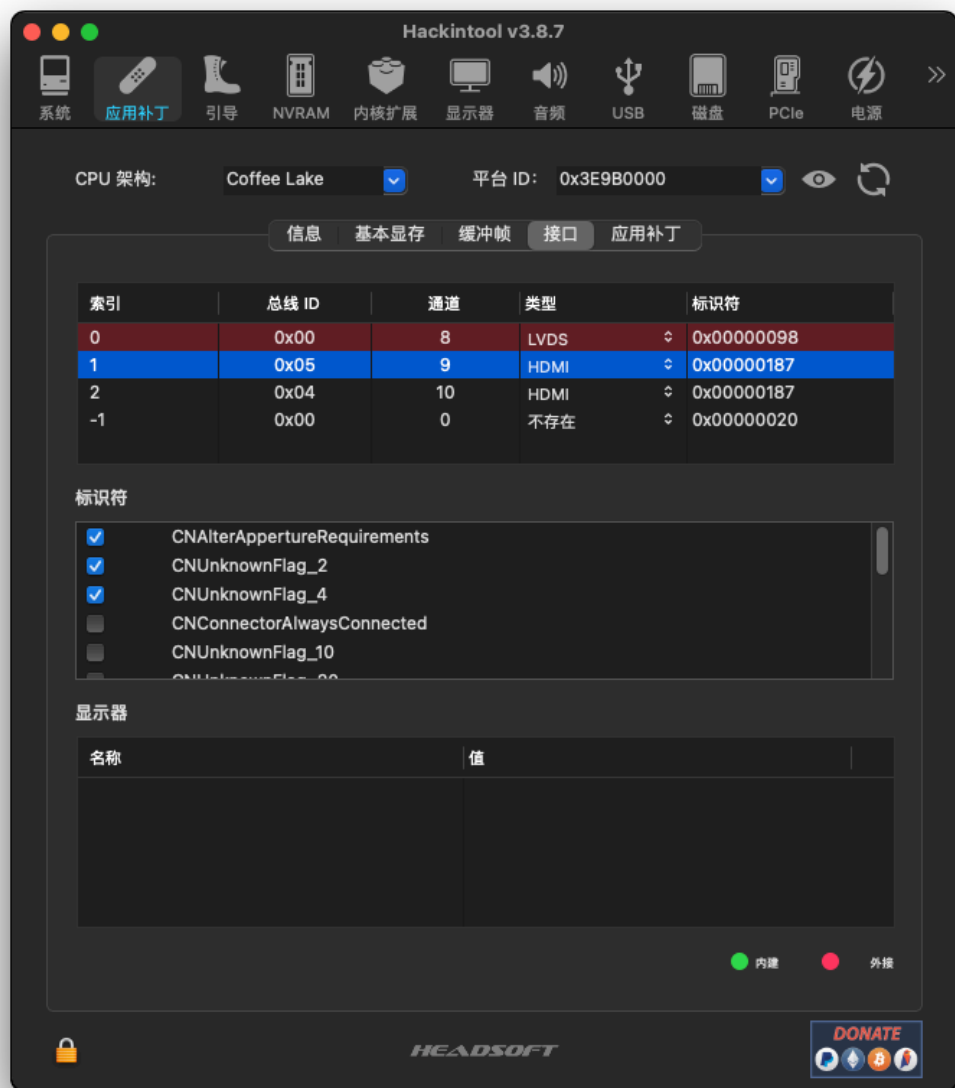 Hackintool v3.8.7
系统 应用补丁 引导 NVRAM 内核扩展 显示器 音频 USB 磁盘 PCIe 电源
CPU 架构: Coffee Lake 平台 ID: 0x3E9B0000
信息 基本显存 缓冲帧 接口 应用补丁
索引 总线 ID 通道 类型 标识符
0 0x00 8 LVDS 0x00000098
1 0x05 9 HDMI 0x00000187
2 0x04 10 HDMI 0x00000187
-1 0x00 0 不存在 0x00000020
标识符
CNAlterAppertureRequirements
CNUnknownFlag_2
CNUnknownFlag_4
CNConnectorAlwaysConnected
CNUnknownFlag_10
显示器
名称 值
内建 外接
HEADSOFT
DONATE